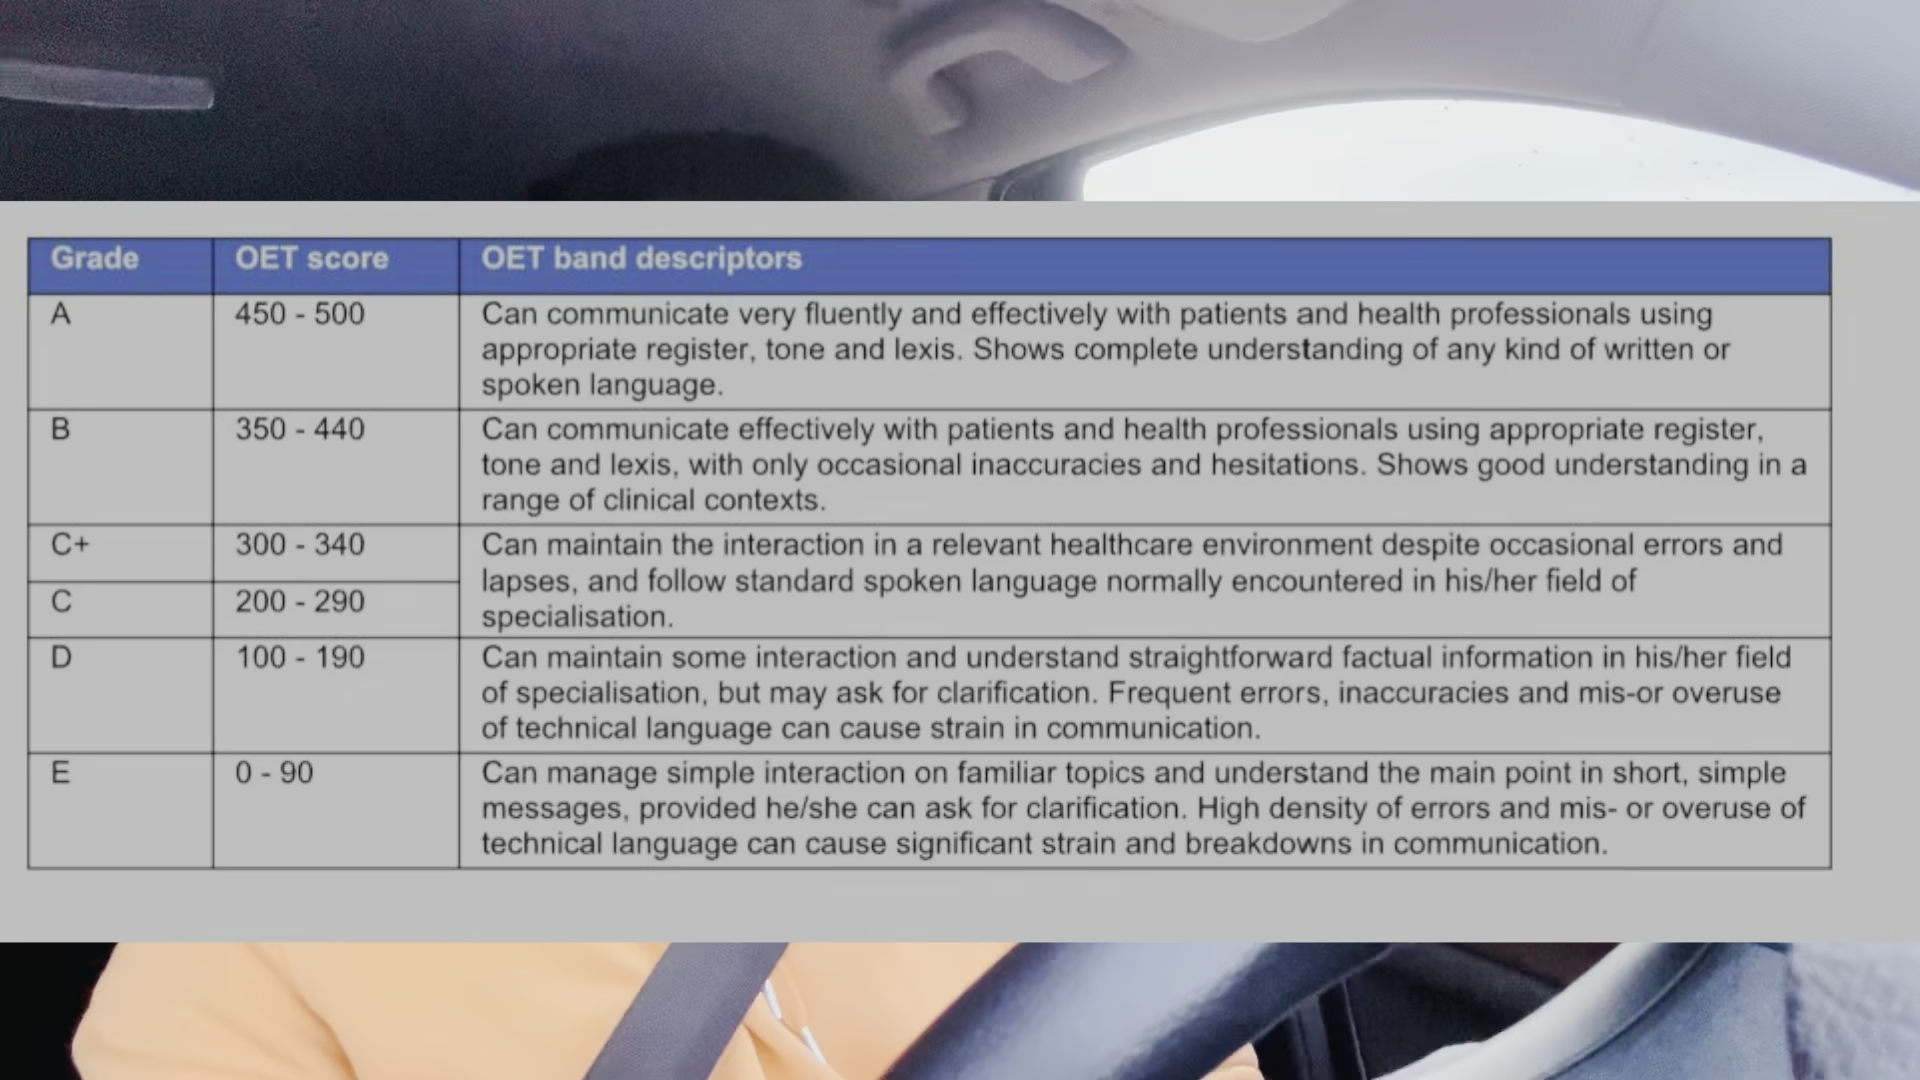 Grade OET score OET band descriptors
A 450 - 500 Can communicate very fluently and effectively with patients and health professionals using
appropriate register, tone and lexis. Shows complete understanding of any kind of written or
spoken language.
B 350 - 440 Can communicate effectively with patients and health professionals using appropriate register,
tone and lexis, with only occasional inaccuracies and hesitations. Shows good understanding in a
range of clinical contexts.
C+ 300 - 340 Can maintain the interaction in a relevant healthcare environment despite occasional errors and
lapses, and follow standard spoken language normally encountered in his/her field of
C 200 - 290
specialisation.
D 100 - 190 Can maintain some interaction and understand straightforward factual information in his/her field
of specialisation, but may ask for clarification. Frequent errors, inaccuracies and mis-or overuse
of technical language can cause strain in communication.
E 0 - 90 Can manage simple interaction on familiar topics and understand the main point in short, simple
messages, provided he/she can ask for clarification. High density of errors and mis- or overuse of
technical language can cause significant strain and breakdowns in communication.